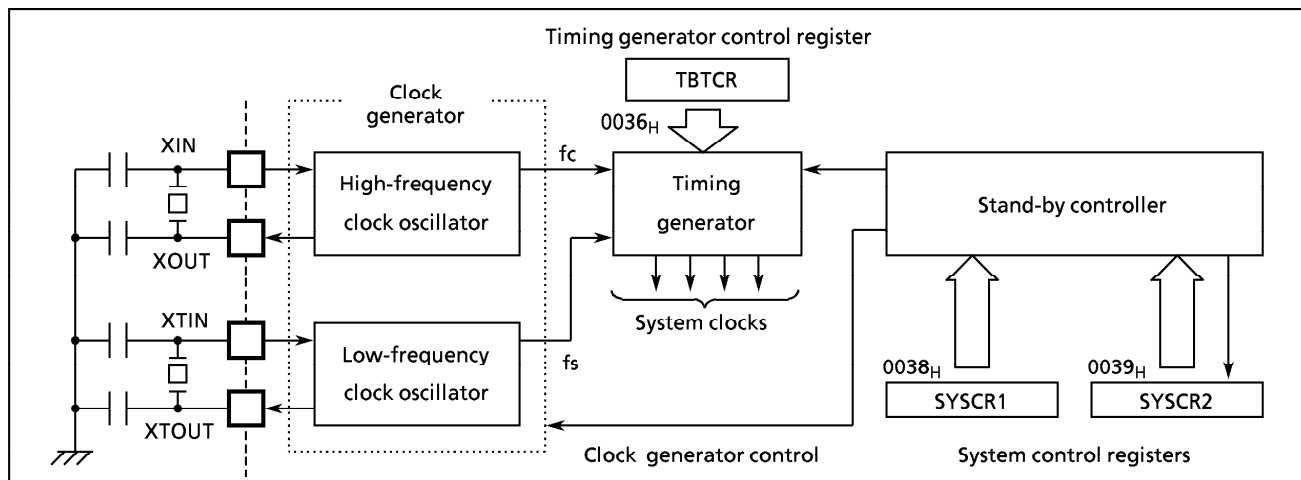 Timing generator control register
TBTCR
0036H
Clock
generator
XIN
High-frequency
clock oscillator
XOUT
fc
Timing
generator
System clocks
Stand-by controller
XTIN
Low-frequency
clock oscillator
XTOUT
fs
0038H
SYSCR1
0039H
SYSCR2
Clock generator control
System control registers